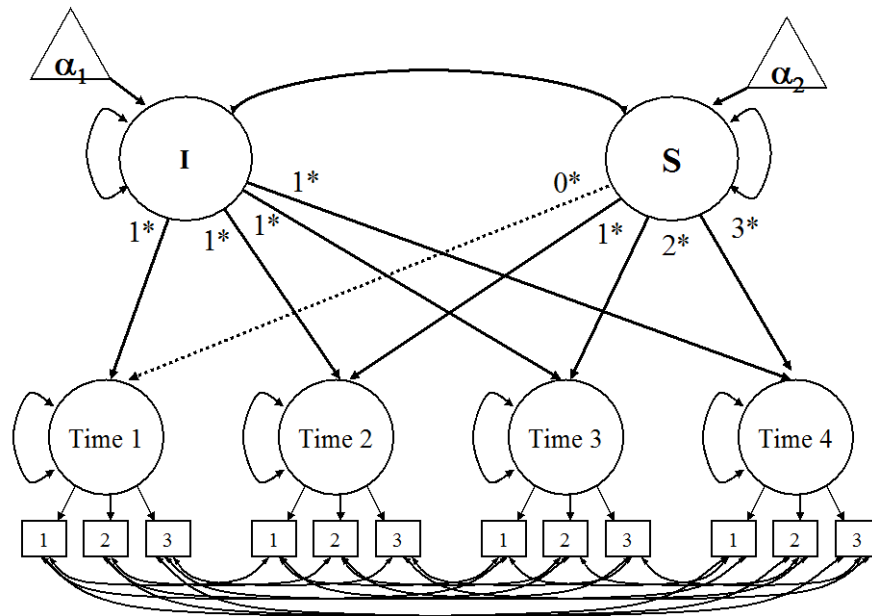 α1 α2
I S
1* 0*
1* 1* 1* 1* 2* 3*
Time 1 Time 2 Time 3 Time 4
1 2 3 1 2 3 1 2 3 1 2 3